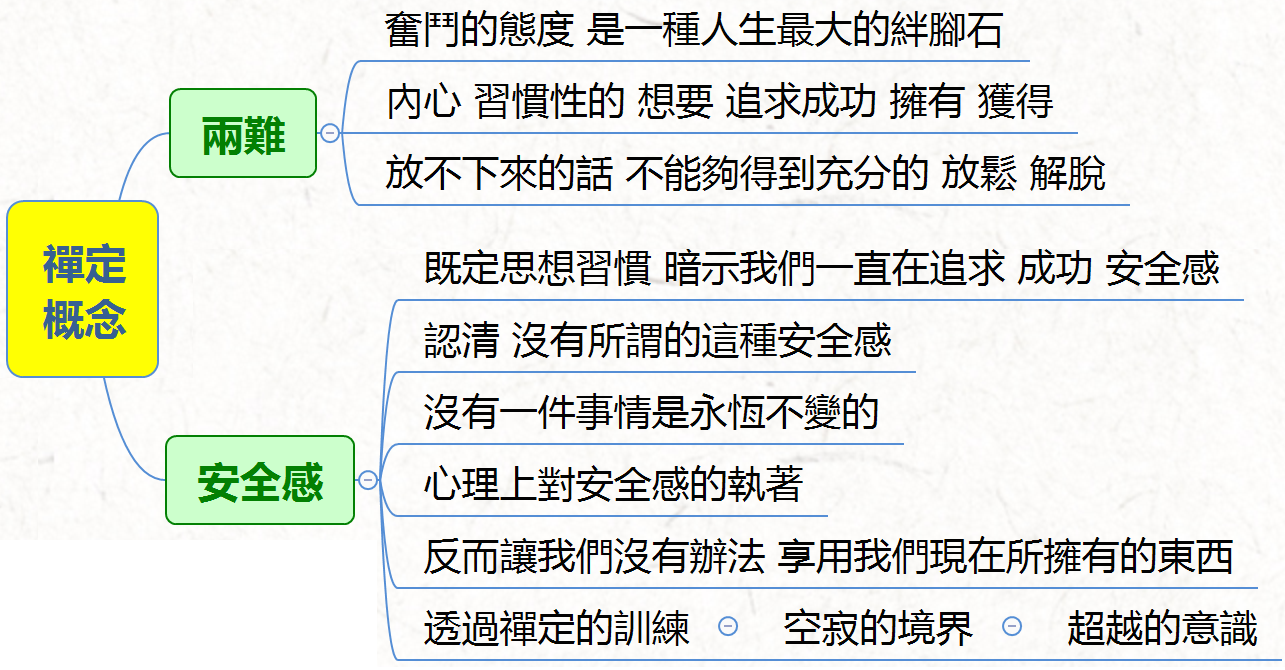 奮鬥的態度 是一種人生最大的絆腳石
兩難
內心 習慣性的 想要 追求成功 擁有 獲得
放不下來的話 不能夠得到充分的 放鬆 解脫
禪定
概念
既定思想習慣 暗示我們一直在追求 成功 安全感
認清 沒有所謂的這種安全感
沒有一件事情是永恆不變的
安全感
心理上對安全感的執著
反而讓我們沒有辦法 享用我們現在所擁有的東西
透過禪定的訓練 空寂的境界 超越的意識